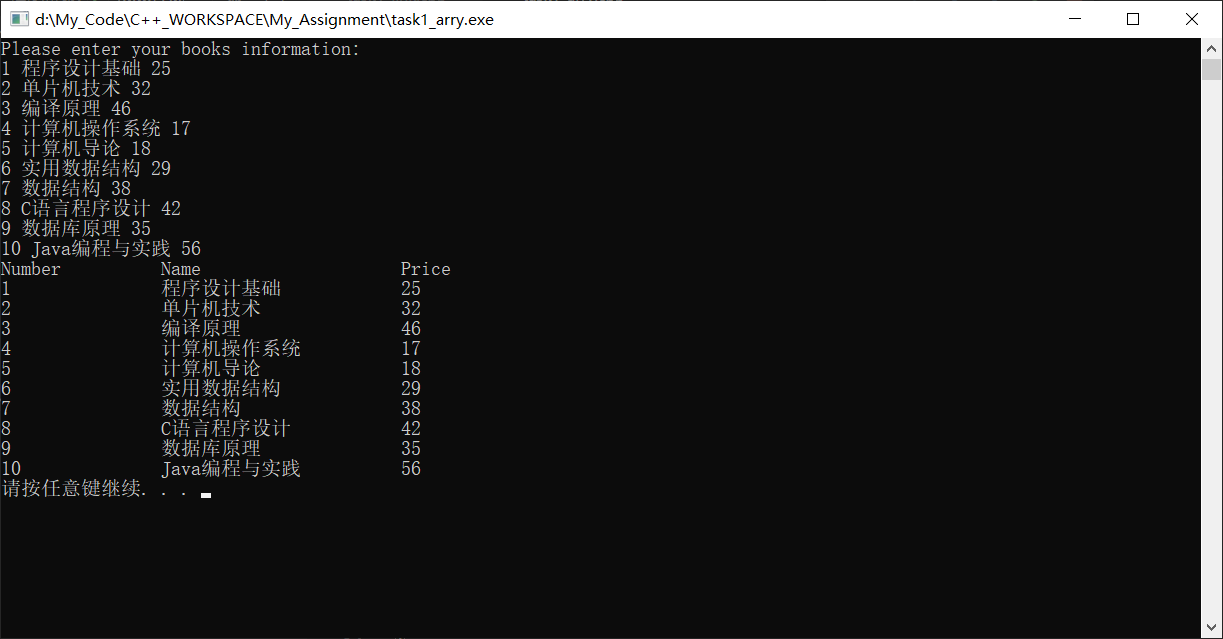 d:\My_Code\C++_WORKSPACE\My_Assignment\task1_arry.exe
Please enter your books information:
1 程序设计基础 25
2 单片机技术 32
3 编译原理 46
4 计算机操作系统 17
5 计算机导论 18
6 实用数据结构 29
7 数据结构 38
8 C语言程序设计 42
9 数据库原理 35
10 Java编程与实践 56
Number Name Price
1 程序设计基础 25
2 单片机技术 32
3 编译原理 46
4 计算机操作系统 17
5 计算机导论 18
6 实用数据结构 29
7 数据结构 38
8 C语言程序设计 42
9 数据库原理 35
10 Java编程与实践 56
请按任意键继续. . .